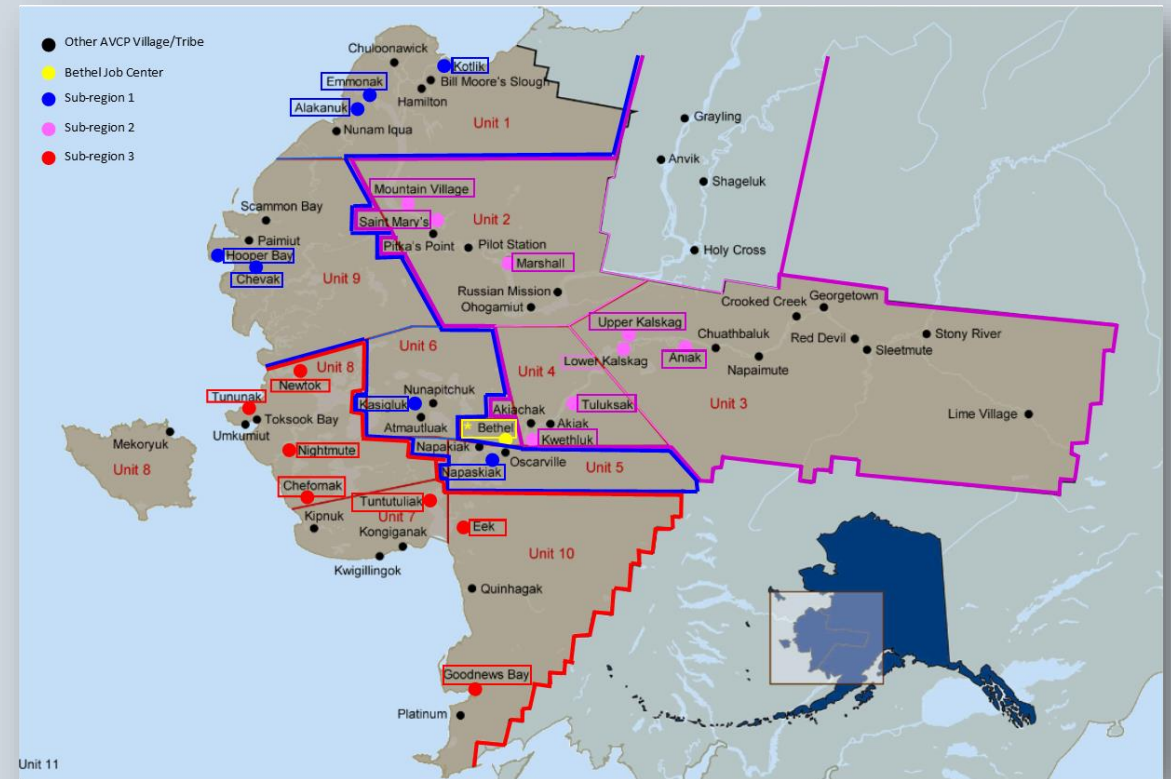 Other AVCP Village/Tribe
Bethel Job Center
Sub-region 1
Sub-region 2
Sub-region 3
Chuloonawick
Kotlik
Emmonak
Bill Moore's Slough
Alakanuk
Hamilton
Nunam Iqua
Unit 1
Grayling
Anvik
Shageluk
Holy Cross
Mountain Village
Saint Mary's
Unit 2
Pitka's Point
Pilot Station
Marshall
Russian Mission
Ohogamiut
Scammon Bay
Paimiut
Hooper Bay
Chevak
Unit 9
Crooked Creek
Georgetown
Upper Kalskag
Chuathbaluk
Red Devil
Stony River
Sleetmute
Lower Kalskag
Aniak
Napaimute
Unit 6
Unit 4
Unit 3
Lime Village
Unit 8
Newtok
Tununak
Toksook Bay
Umkumiut
Mekoryuk
Unit 8
Nunapitchuk
Kasigluk
Atmautluak
Akiachak
Tuluksak
Bethel
Akiak
Kwethluk
Napakiak
Oscarville
Napaskiak
Unit 5
Nightmute
Chefornak
Tuntutuliak
Unit 7
Kipnuk
Kongiganak
Kwigillingok
Eek
Unit 10
Quinhagak
Goodnews Bay
Platinum
Unit 11